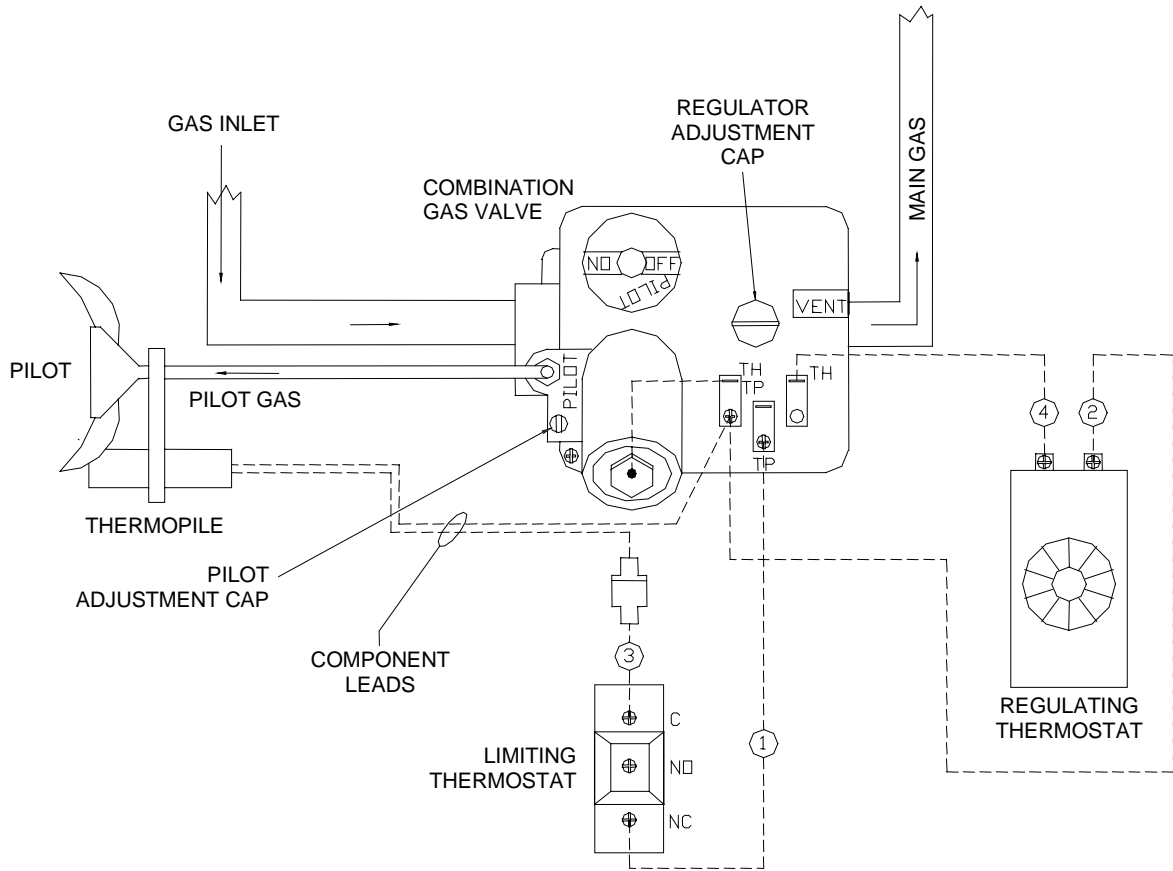 GAS INLET
REGULATOR
ADJUSTMENT
CAP
MAIN GAS
COMBINATION
GAS VALVE
NO OFF
PILOT
VENT
PILOT
PILOT GAS
PILOT
TH
TP
TH
TP
4
2
THERMOPILE
PILOT
ADJUSTMENT CAP
COMPONENT
LEADS
3
C
LIMITING
THERMOSTAT
NO
NC
1
REGULATING
THERMOSTAT